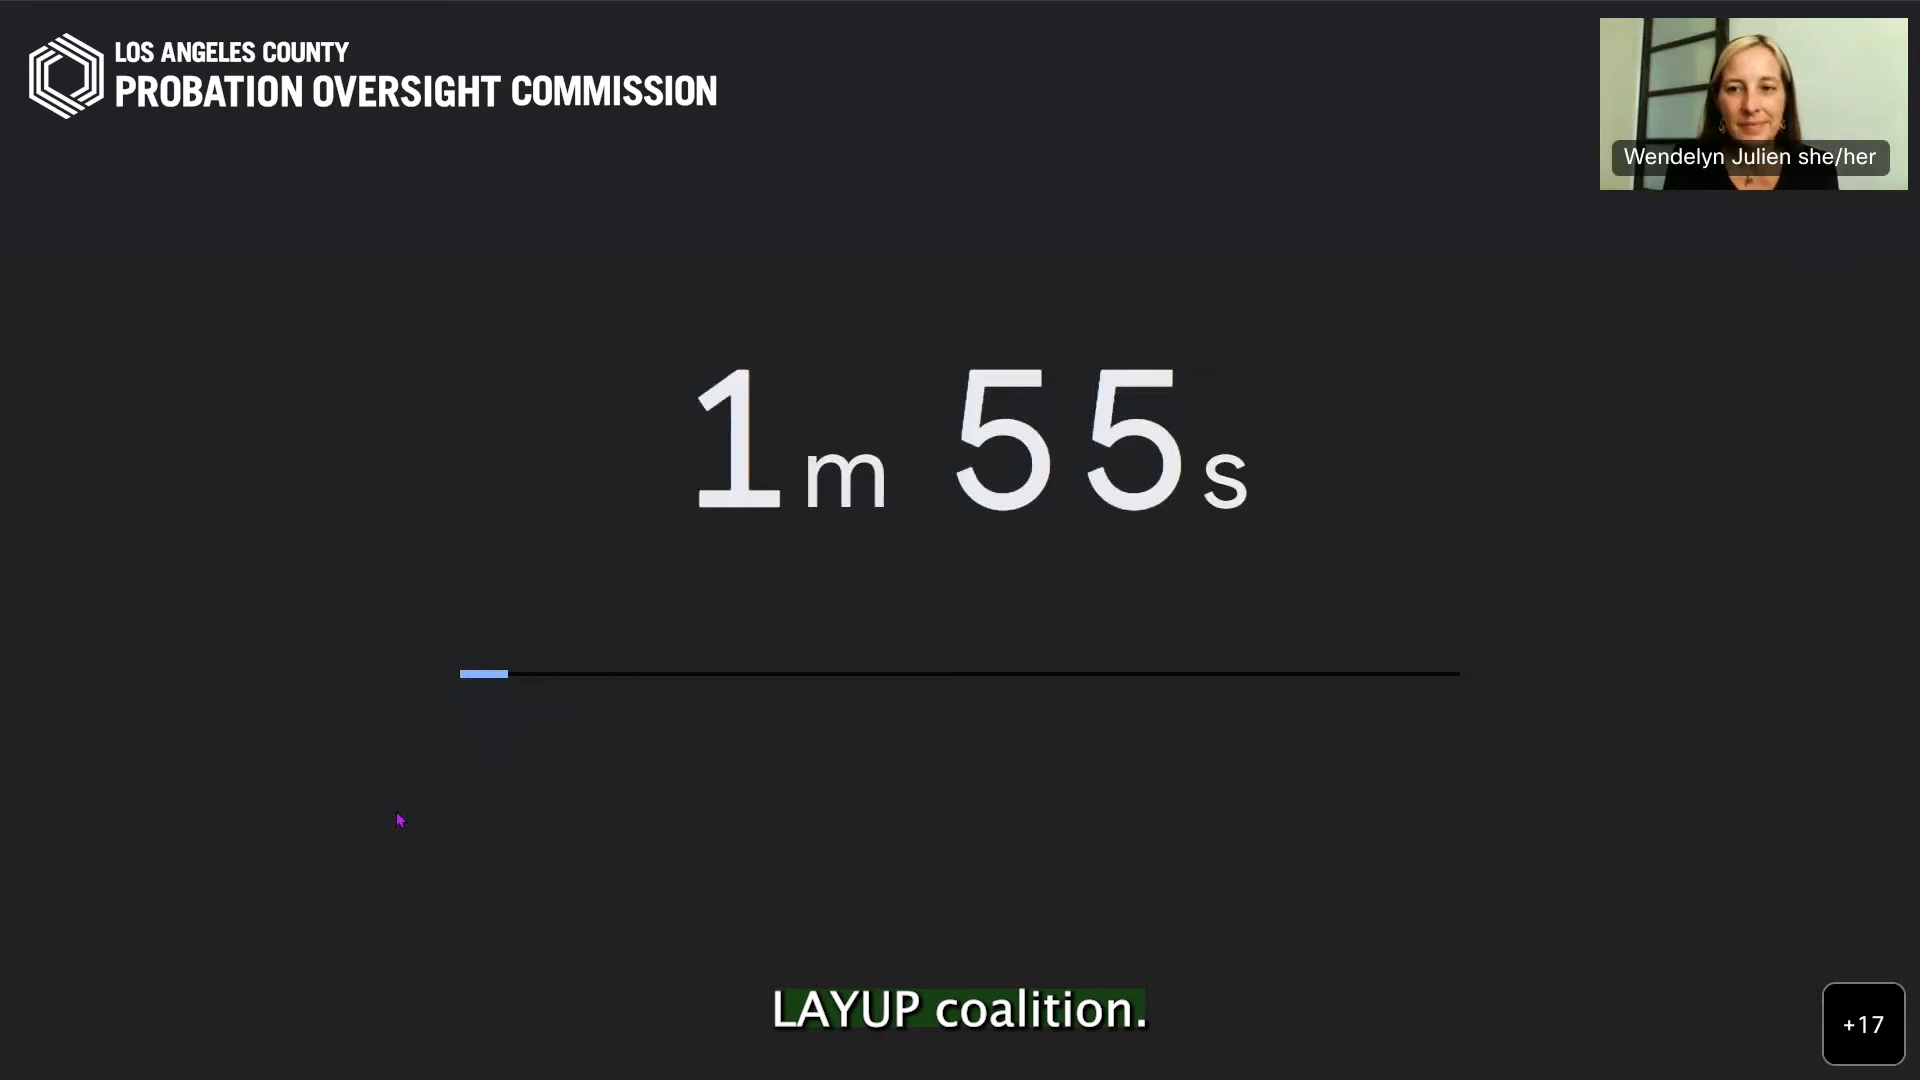 LOS ANGELES COUNTY
PROBATION OVERSIGHT COMMISSION
Wendelyn Julien she/her
1m 55s
LAYUP coalition.
+17